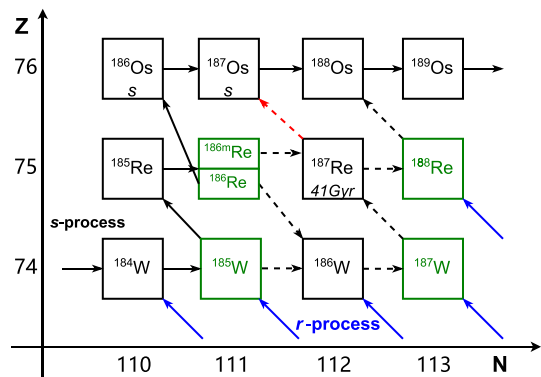 Z
76
¹⁸⁶Os
s
¹⁸⁷Os
s
¹⁸⁸Os
¹⁸⁹Os
75
¹⁸⁵Re
¹⁸⁶ᵐRe
¹⁸⁶Re
¹⁸⁷Re
41Gyr
¹⁸⁸Re
s-process
74
¹⁸⁴W
¹⁸⁵W
¹⁸⁶W
¹⁸⁷W
r-process
110 111 112 113 N